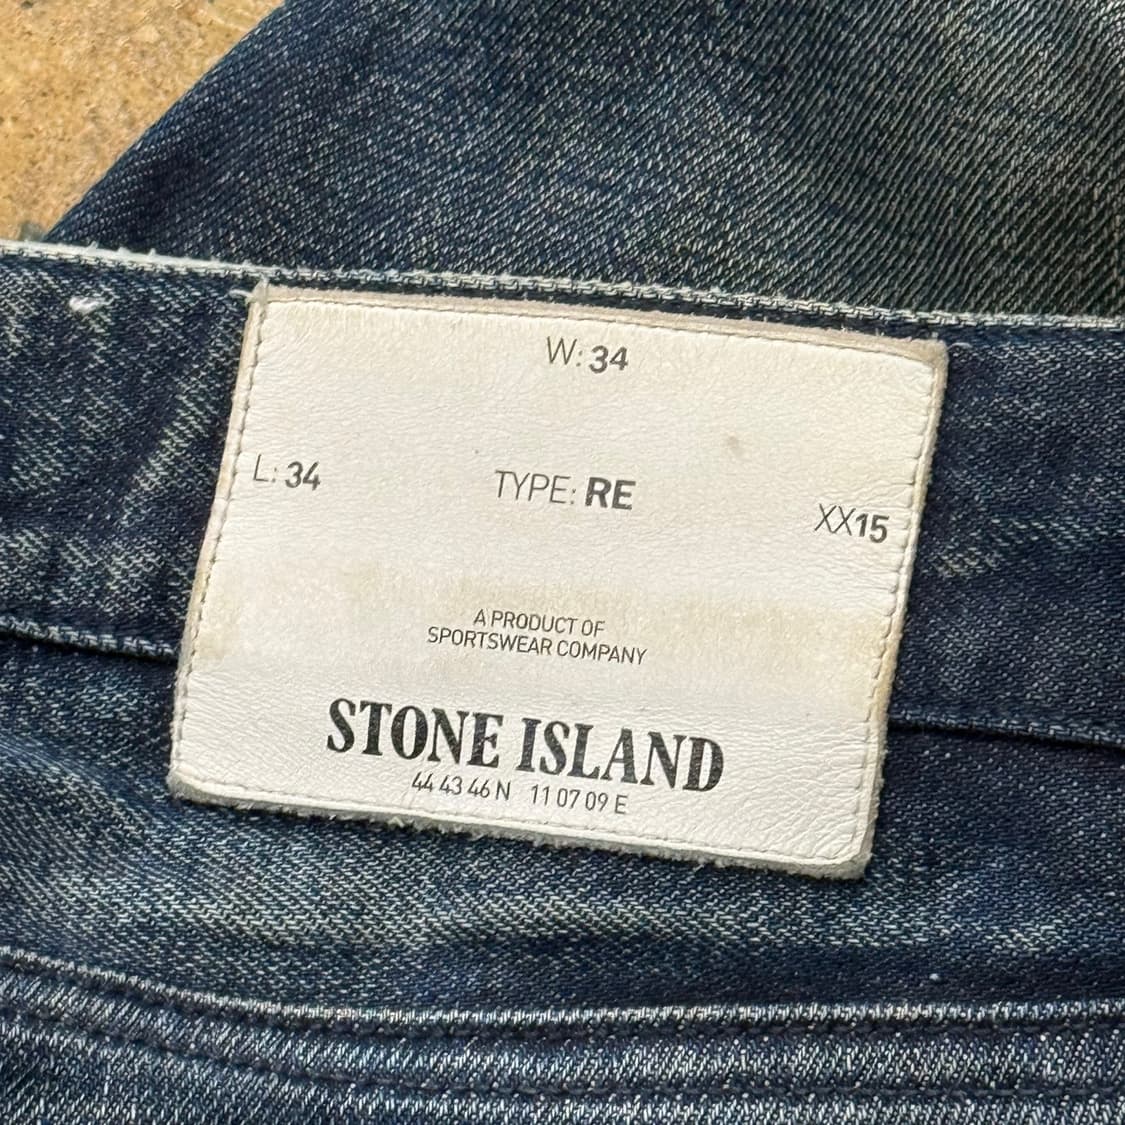 W: 34
L: 34
TYPE: RE
XX15
A PRODUCT OF
SPORTSWEAR COMPANY
STONE ISLAND
44 43 46 N 11 07 09 E